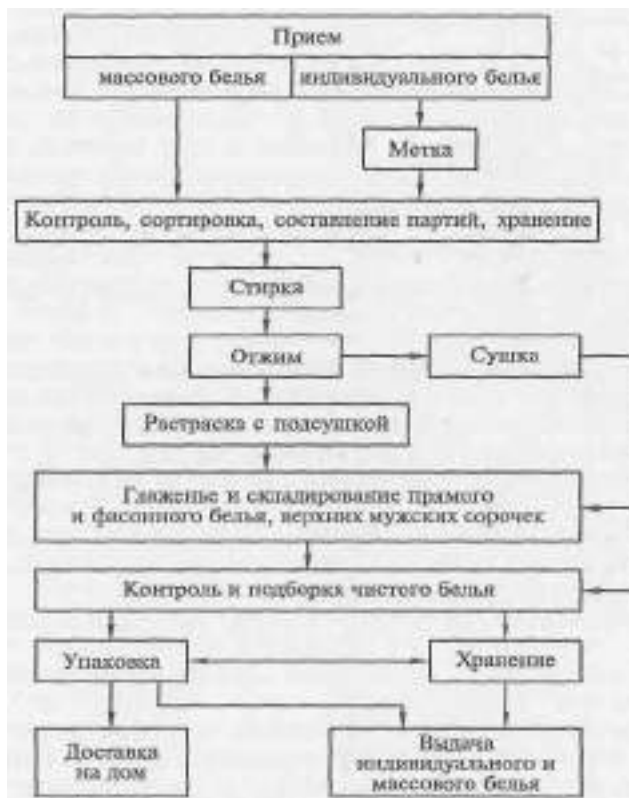 Прием
массового белья
индивидуального белья
Метка
Контроль, сортировка, составление партий, хранение
Стирка
Отжим
Сушка
Растряска с подсушкой
Глаженье и складирование прямого
и фасонного белья, верхних мужских сорочек
Контроль и подборка чистого белья
Упаковка
Хранение
Доставка
на дом
Выдача
индивидуального и
массового белья